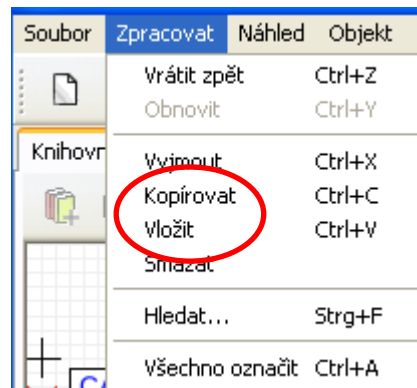 Soubor Zpracovat Náhled Objekt
Vrátit zpět Ctrl+Z
Obnovit Ctrl+Y
Knihovr
Vyjmout Ctrl+X
Kopírovat Ctrl+C
Vložit Ctrl+V
Smazat
Hledat... Strg+F
Všechno označit Ctrl+A